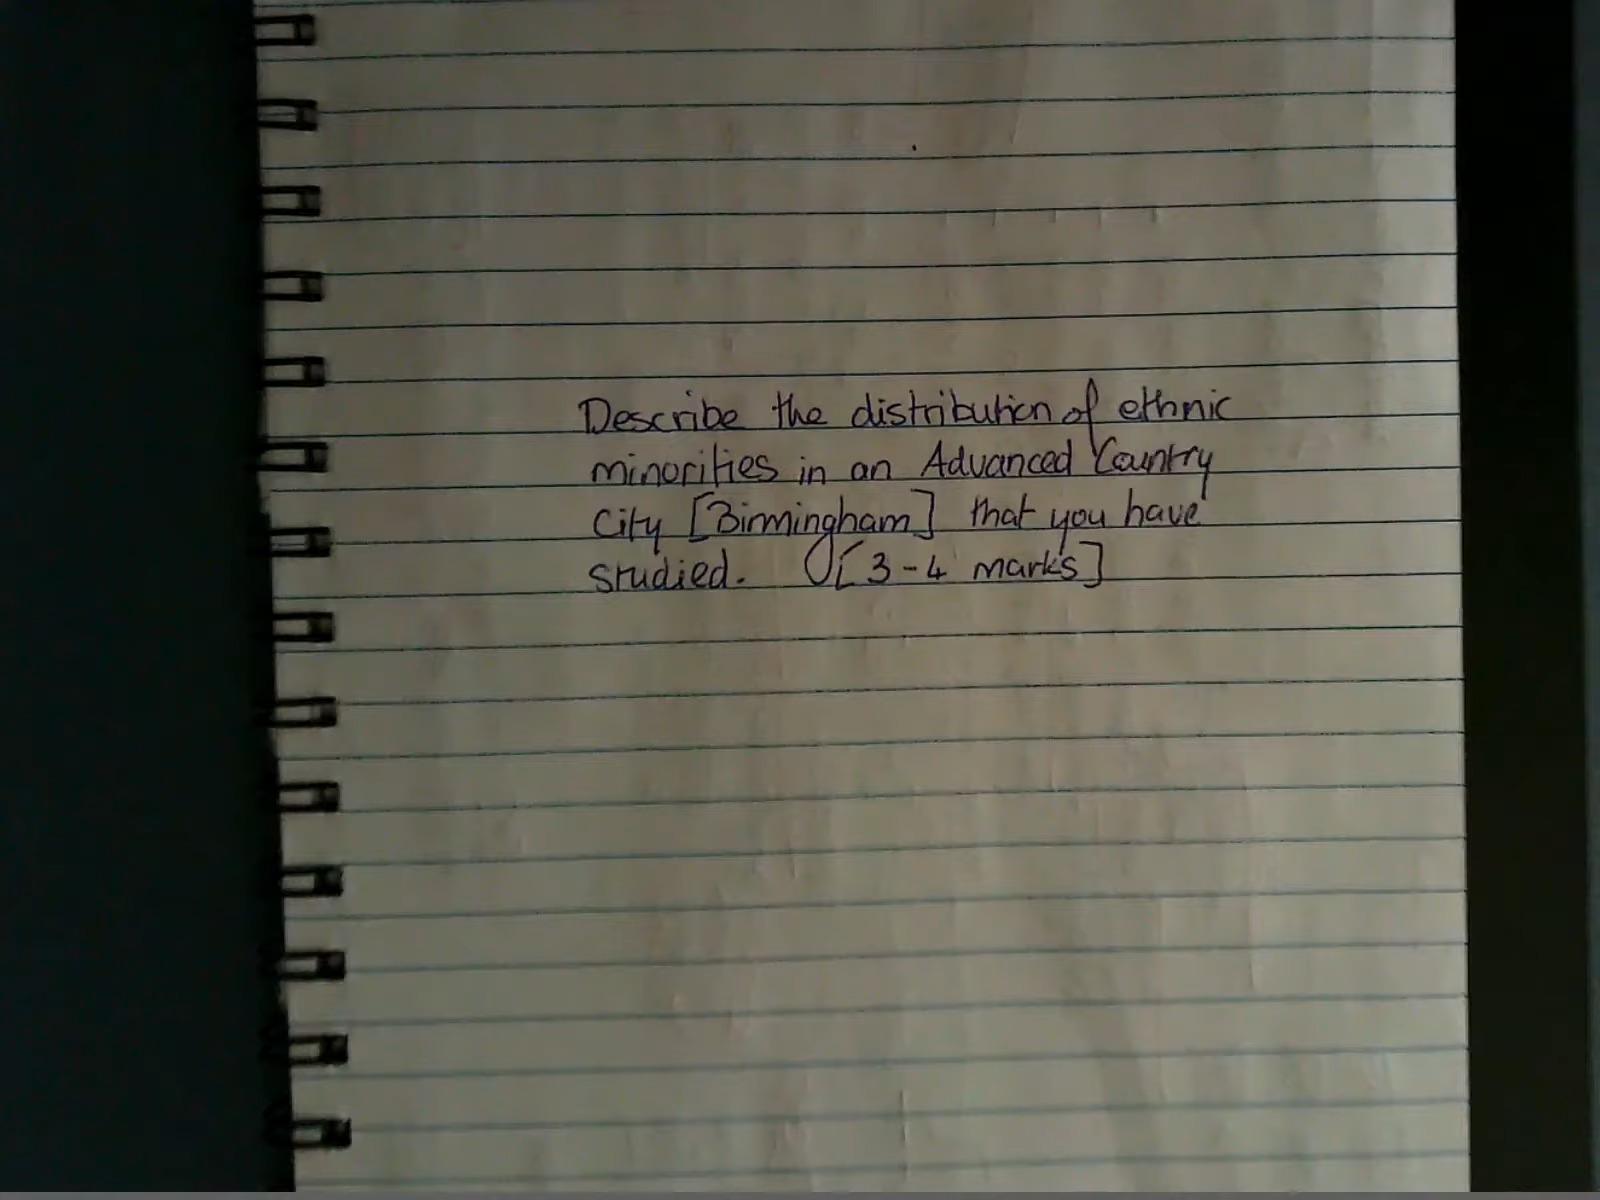 Describe the distribution of ethnic
minorities in an Advanced Country
City [Birmingham] that you have
studied. [3-4 marks]